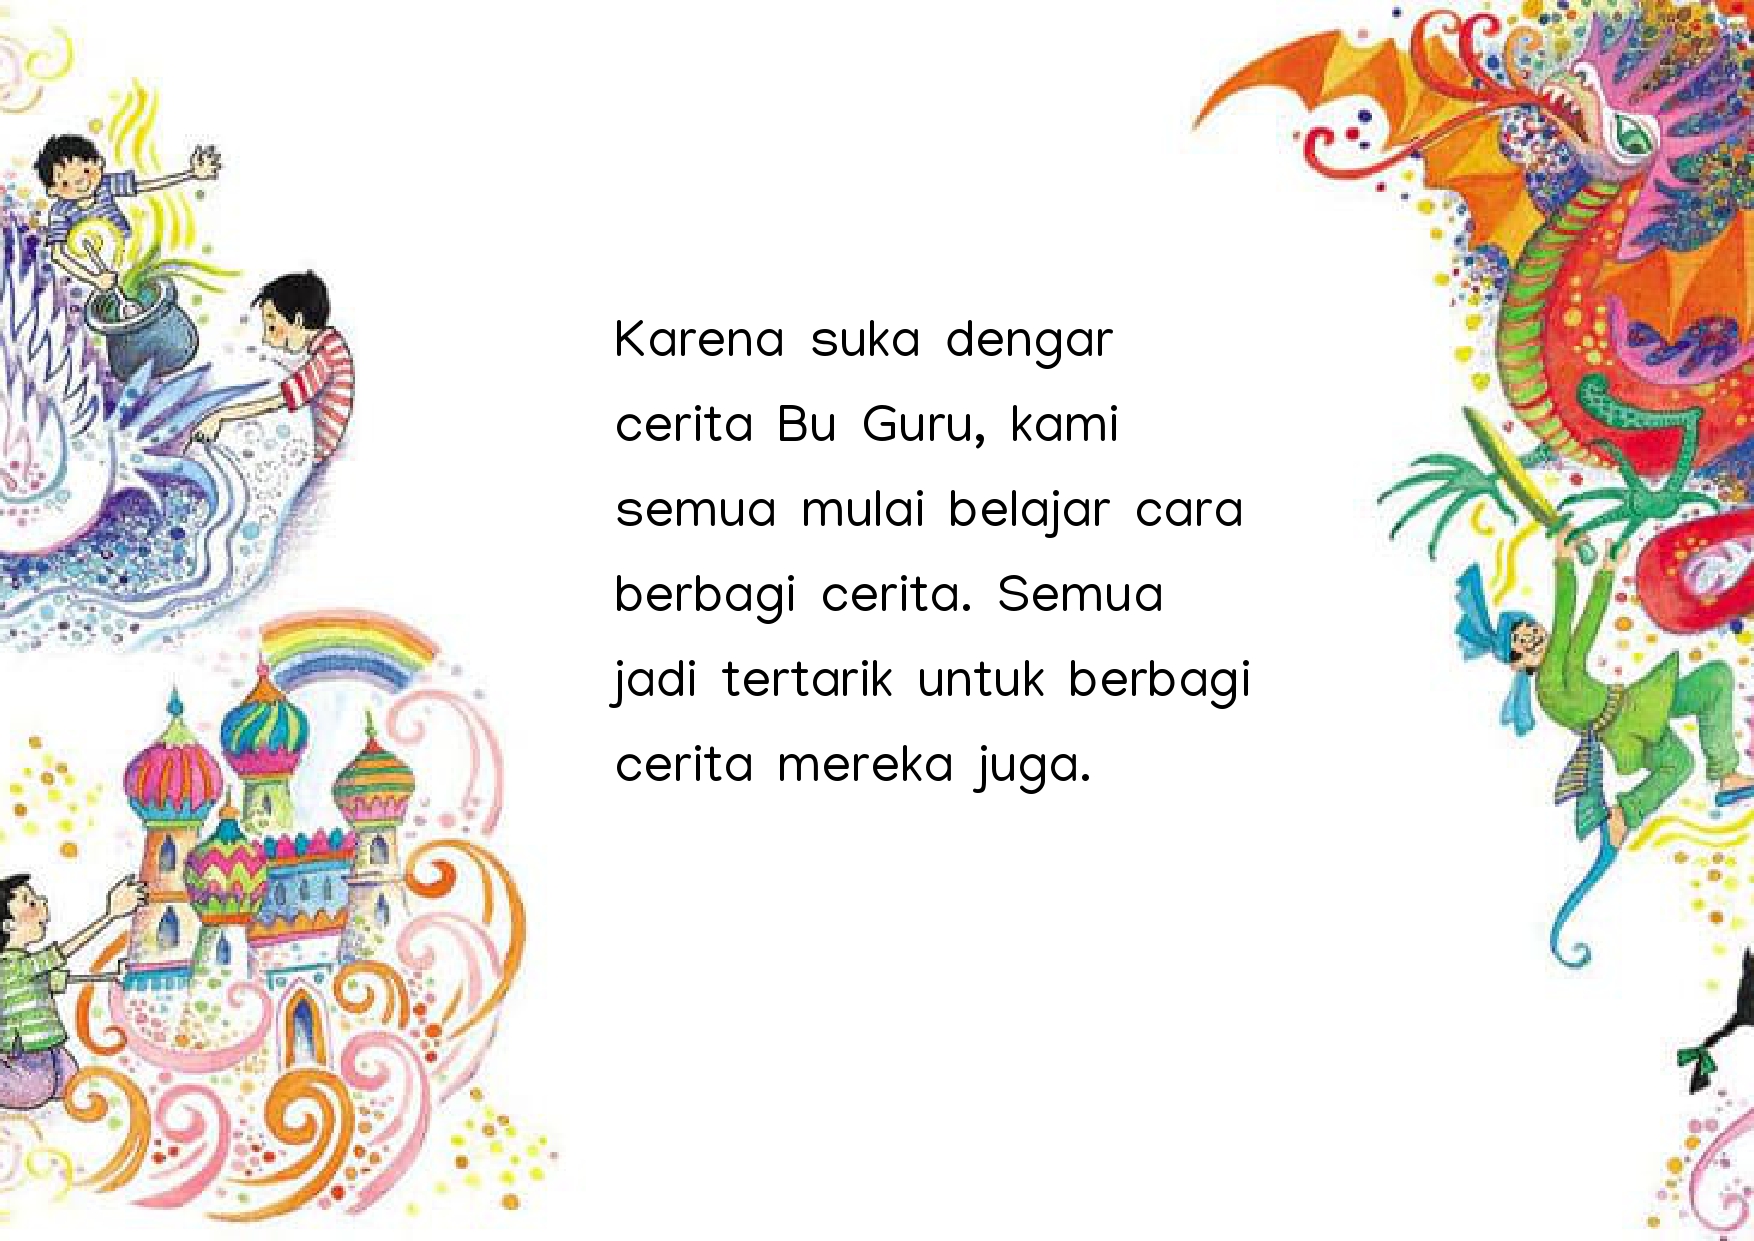 Karena suka dengar
cerita Bu Guru, kami
semua mulai belajar cara
berbagi cerita. Semua
jadi tertarik untuk berbagi
cerita mereka juga.